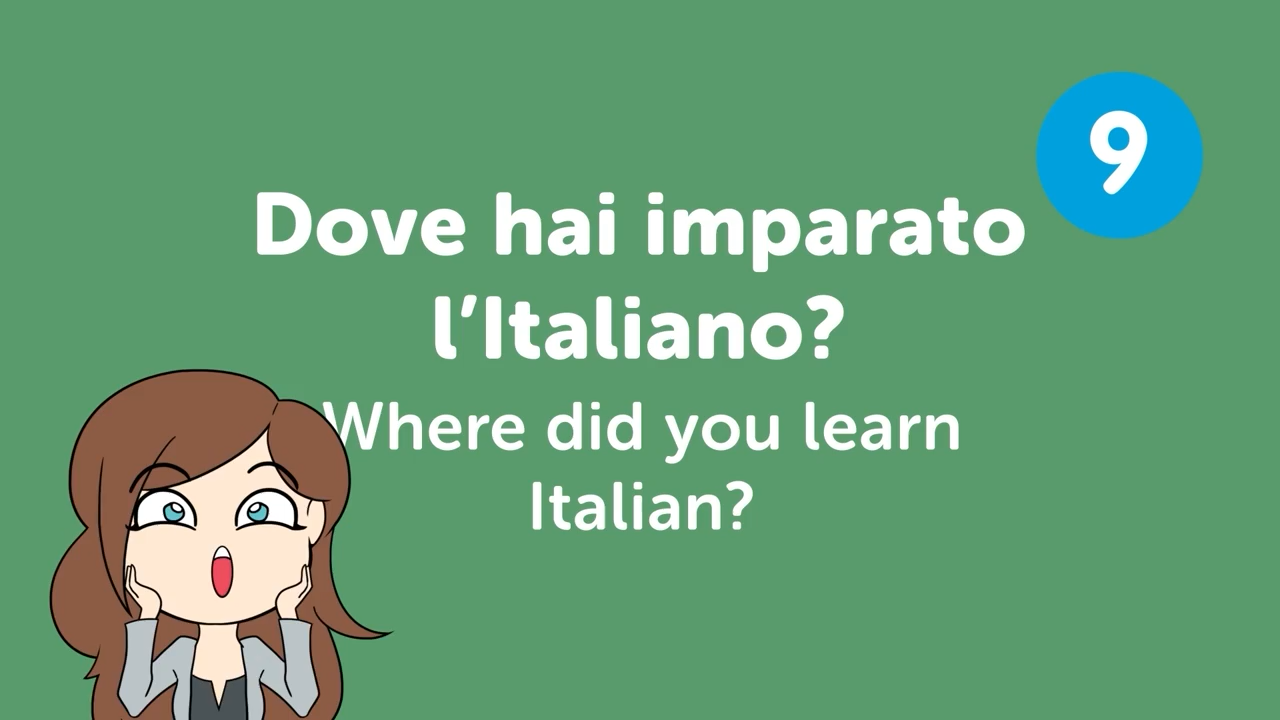 9
Dove hai imparato
l’Italiano?
Where did you learn
Italian?